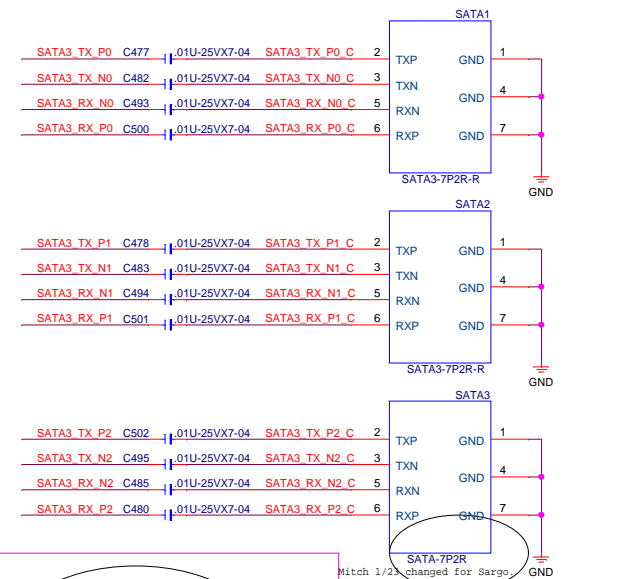 SATA1
SATA3_TX_P0 C477 .01U-25VX7-04 SATA3_TX_P0_C 2 TXP GND 1
SATA3_TX_N0 C482 .01U-25VX7-04 SATA3_TX_N0_C 3 TXN GND 4
SATA3_RX_N0 C493 .01U-25VX7-04 SATA3_RX_N0_C 5 RXN
SATA3_RX_P0 C500 .01U-25VX7-04 SATA3_RX_P0_C 6 RXP GND 7
SATA3-7P2R-R
GND
SATA2
SATA3_TX_P1 C478 .01U-25VX7-04 SATA3_TX_P1_C 2 TXP GND 1
SATA3_TX_N1 C483 .01U-25VX7-04 SATA3_TX_N1_C 3 TXN GND 4
SATA3_RX_N1 C494 .01U-25VX7-04 SATA3_RX_N1_C 5 RXN
SATA3_RX_P1 C501 .01U-25VX7-04 SATA3_RX_P1_C 6 RXP GND 7
SATA3-7P2R-R
GND
SATA3
SATA3_TX_P2 C502 .01U-25VX7-04 SATA3_TX_P2_C 2 TXP GND 1
SATA3_TX_N2 C495 .01U-25VX7-04 SATA3_TX_N2_C 3 TXN GND 4
SATA3_RX_N2 C485 .01U-25VX7-04 SATA3_RX_N2_C 5 RXN
SATA3_RX_P2 C480 .01U-25VX7-04 SATA3_RX_P2_C 6 RXP GND 7
SATA-7P2R
Mitch 1/23 changed for Sargo.
GND